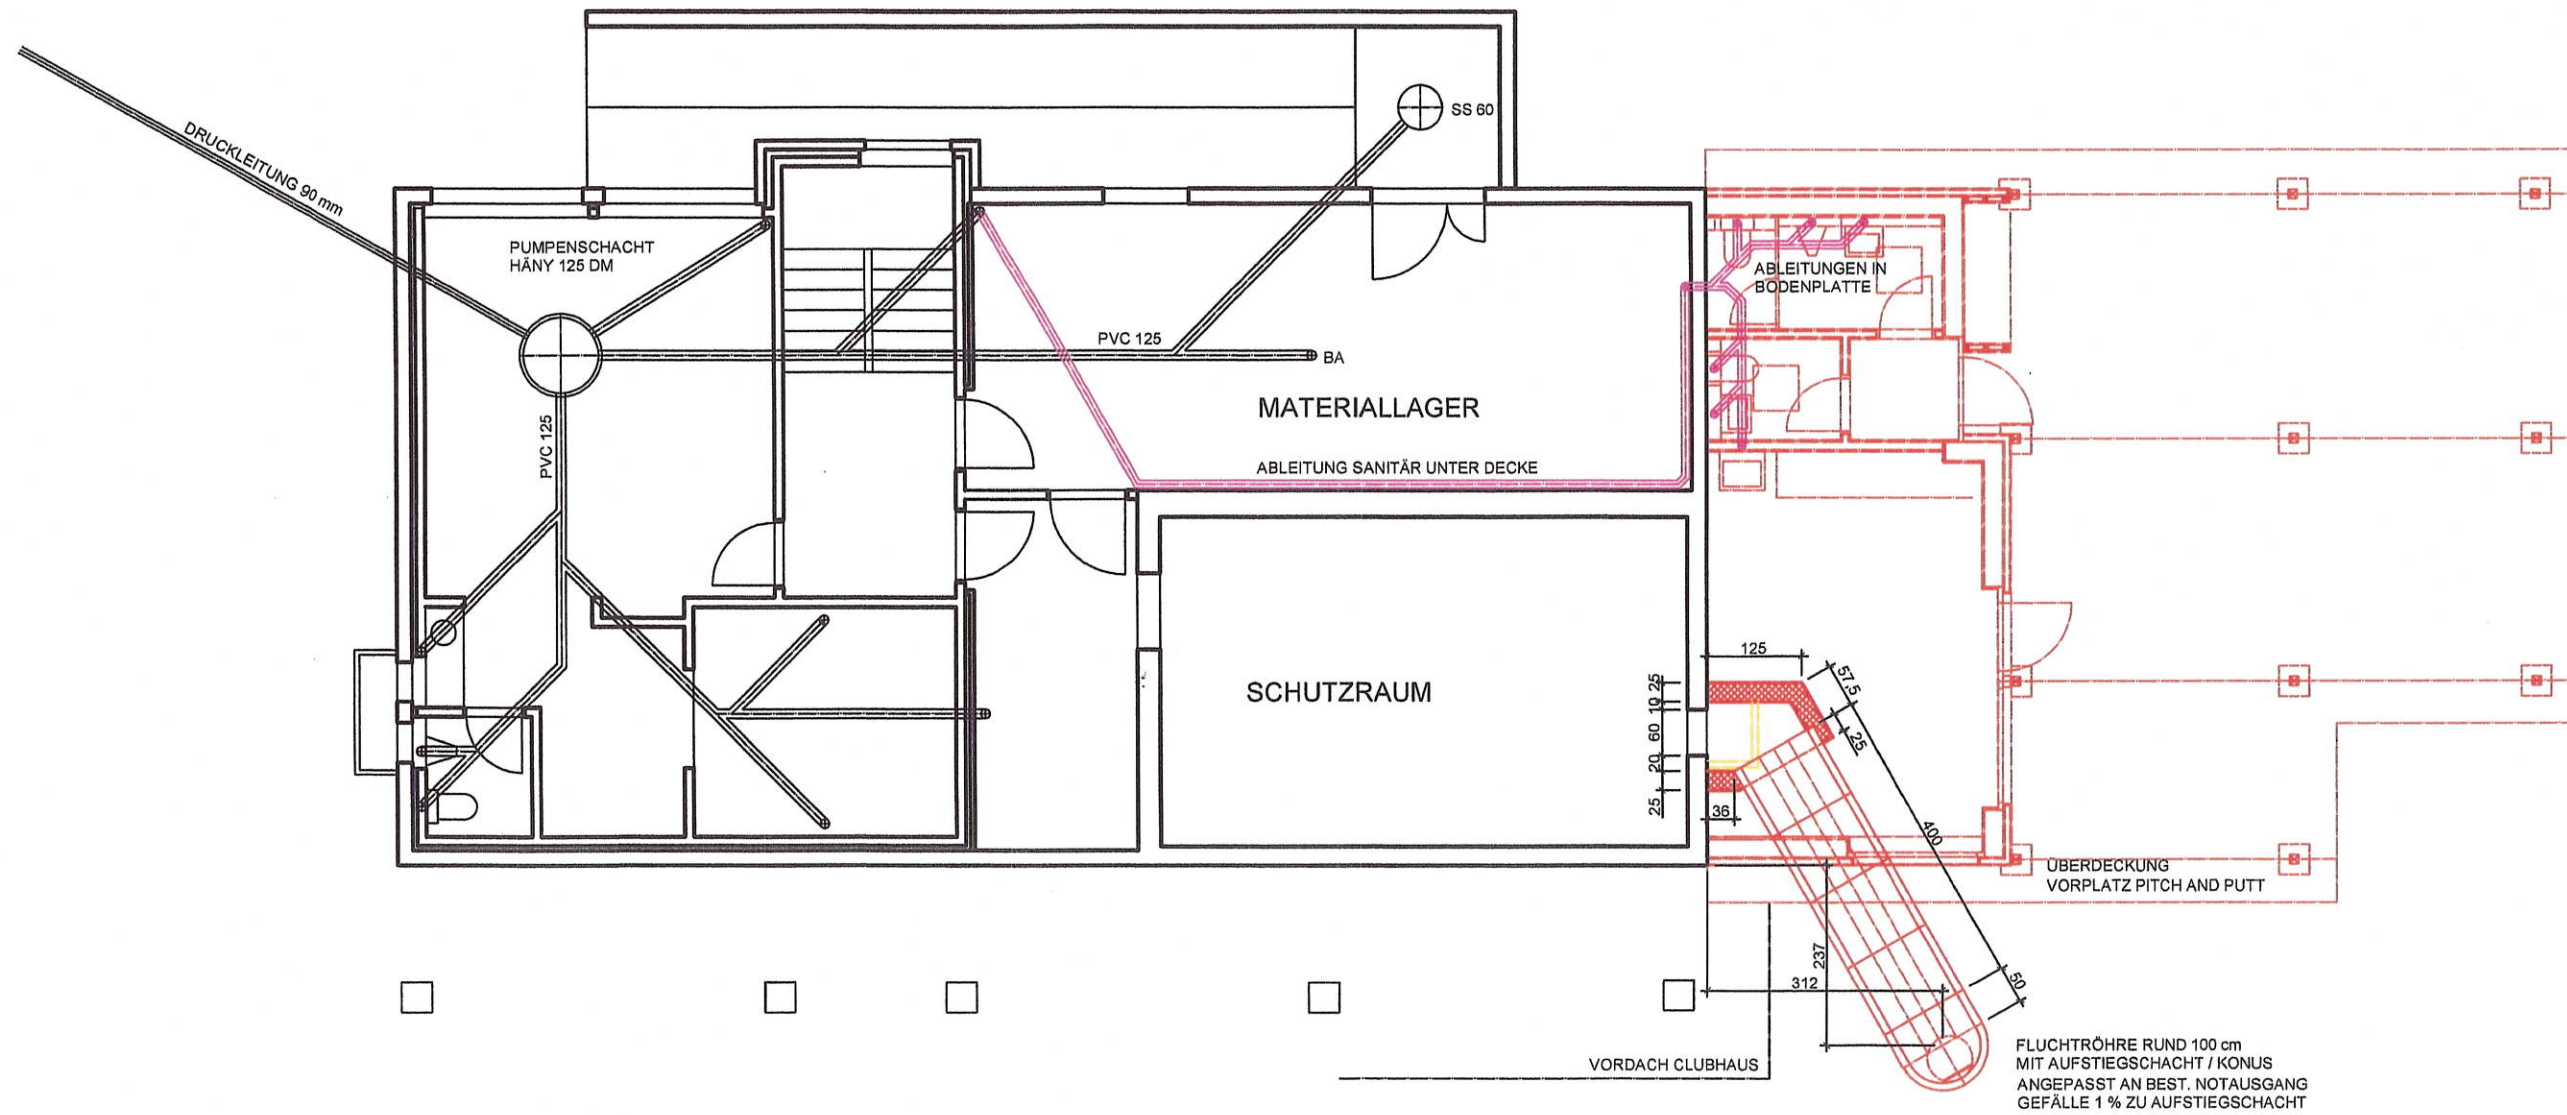 SS 60
DRUCKLEITUNG 90 mm
PUMPENSCHACHT
HÄNY 125 DM
ABLEITUNGEN IN
BODENPLATTE
PVC 125
BA
MATERIALLAGER
PVC 125
ABLEITUNG SANITÄR UNTER DECKE
SCHUTZRAUM
125
57,5
25
10
60
20
25
25
36
400
ÜBERDECKUNG
VORPLATZ PITCH AND PUTT
237
312
50
VORDACH CLUBHAUS
FLUCHTRÖHRE RUND 100 cm
MIT AUFSTIEGSCHACHT / KONUS
ANGEPASST AN BEST. NOTAUSGANG
GEFÄLLE 1 % ZU AUFSTIEGSCHACHT